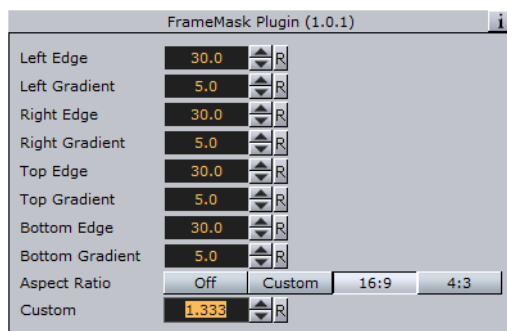 FrameMask Plugin (1.0.1) i
Left Edge 30.0 R
Left Gradient 5.0 R
Right Edge 30.0 R
Right Gradient 5.0 R
Top Edge 30.0 R
Top Gradient 5.0 R
Bottom Edge 30.0 R
Bottom Gradient 5.0 R
Aspect Ratio Off Custom 16:9 4:3
Custom 1.333 R